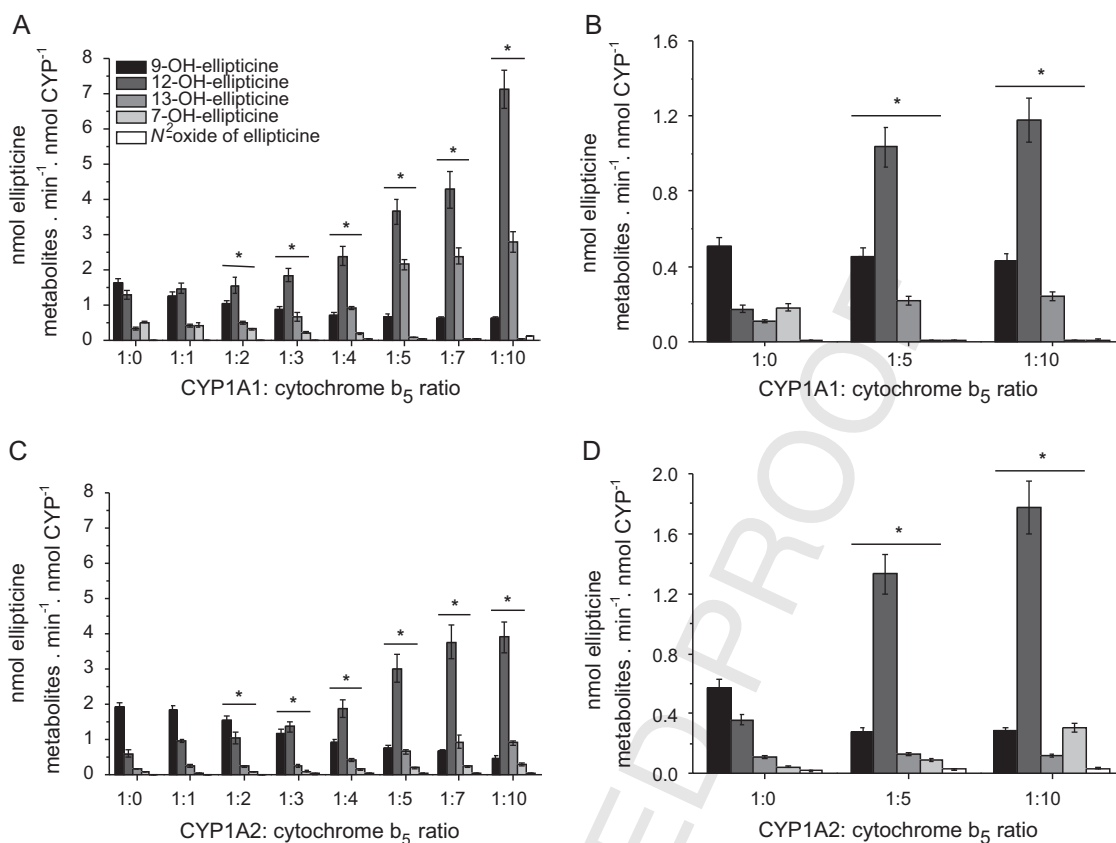 A
nmol ellipticine
metabolites . min⁻¹. nmol CYP⁻¹
8
7
6
5
4
3
2
1
0
9-OH-ellipticine
12-OH-ellipticine
13-OH-ellipticine
7-OH-ellipticine
N² oxide of ellipticine
*
*
*
*
*
*
1:0 1:1 1:2 1:3 1:4 1:5 1:7 1:10
CYP1A1: cytochrome b₅ ratio
B
nmol ellipticine
metabolites . min⁻¹. nmol CYP⁻¹
1.6
1.2
0.8
0.4
0.0
*
*
1:0 1:5 1:10
CYP1A1: cytochrome b₅ ratio
C
nmol ellipticine
metabolites . min⁻¹. nmol CYP⁻¹
8
7
6
5
4
3
2
1
0
*
*
*
*
*
*
1:0 1:1 1:2 1:3 1:4 1:5 1:7 1:10
CYP1A2: cytochrome b₅ ratio
D
nmol ellipticine
metabolites . min⁻¹. nmol CYP⁻¹
2.0
1.6
1.2
0.8
0.4
0.0
*
*
1:0 1:5 1:10
CYP1A2: cytochrome b₅ ratio
ED PROOF